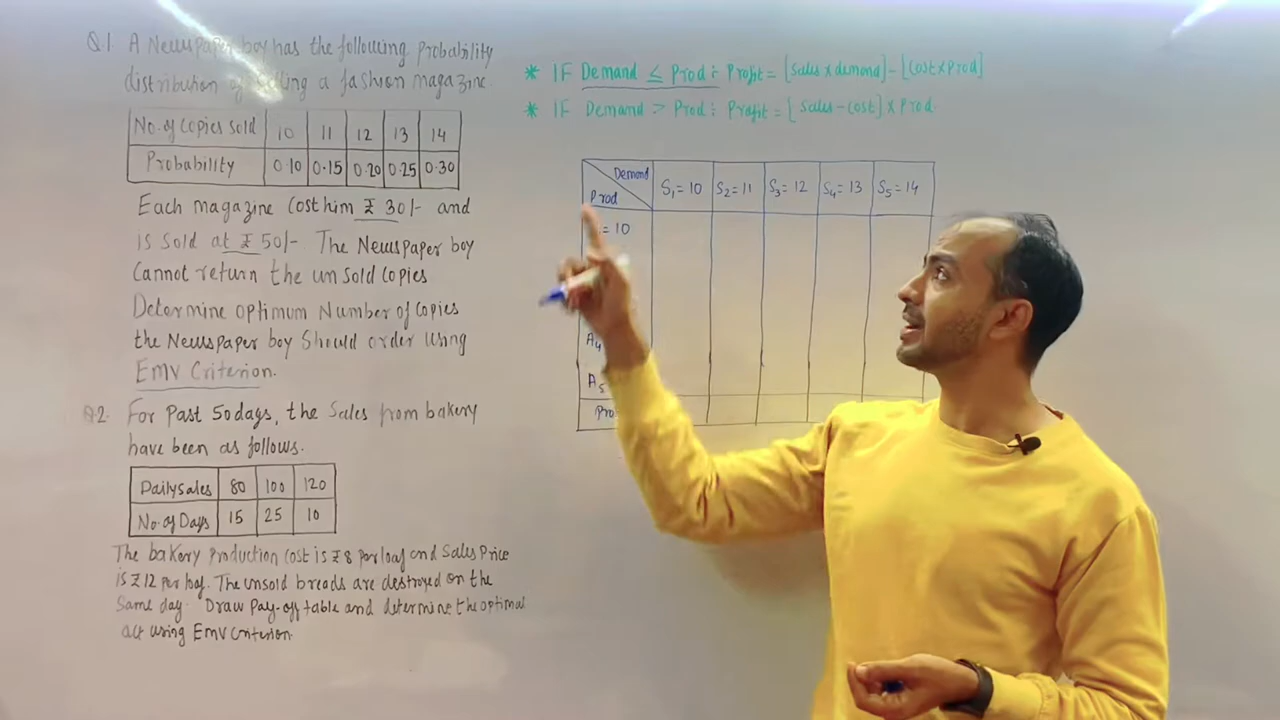 Q.1. A Newspaper boy has the following Probability
distribution of selling a fashion magazine.
No. of Copies Sold 10 11 12 13 14
Probability 0.10 0.15 0.20 0.25 0.30
Each magazine Cost him ₹ 30/- and
is Sold at ₹ 50/- The Newspaper boy
Cannot return the unsold Copies
Determine optimum Number of Copies
the Newspaper boy Should order Using
EMV Criterion.
Q.2. For Past 50 days, the Sales from bakery
have been as follows.
Daily Sales 80 100 120
No. of Days 15 25 10
The bakery Production Cost is ₹ 8 Per loaf and Sales Price
is ₹ 12 Per loaf. The unsold breads are destroyed on the
Same day. Draw Pay-off table and determine the optimal
act using Emv Criterion.
* IF Demand ≤ Prod : Profit = [Sales × demand] - [Cost × Prod]
* IF Demand > Prod : Profit = [Sales - Cost] × Prod
Demand
Prod S₁ = 10 S₂ = 11 S₃ = 12 S₄ = 13 S₅ = 14
= 10
A₄
A₅